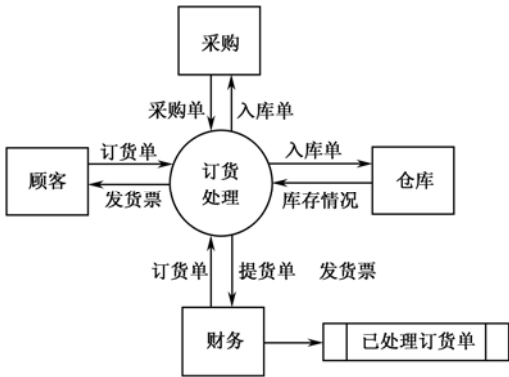 采购
采购单
入库单
订货单
入库单
顾客
订货
处理
仓库
发货票
库存情况
订货单
提货单
发货票
财务
已处理订货单